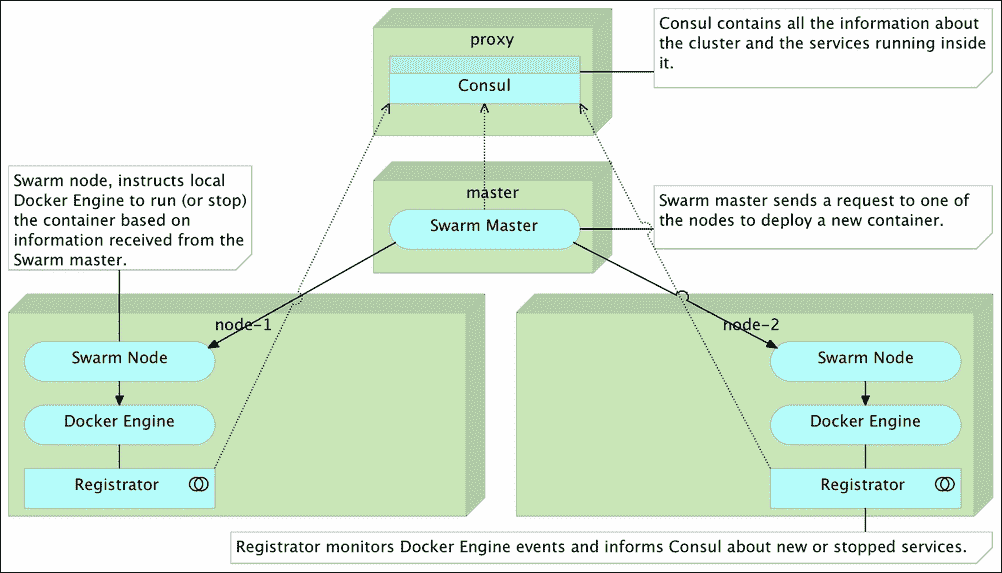 proxy
Consul
Consul contains all the information about
the cluster and the services running inside
it.
Swarm node, instructs local
Docker Engine to run (or stop)
the container based on
information received from the
Swarm master.
master
Swarm Master
Swarm master sends a request to one of
the nodes to deploy a new container.
node-1
Swarm Node
Docker Engine
Registrator
node-2
Swarm Node
Docker Engine
Registrator
Registrator monitors Docker Engine events and informs Consul about new or stopped services.